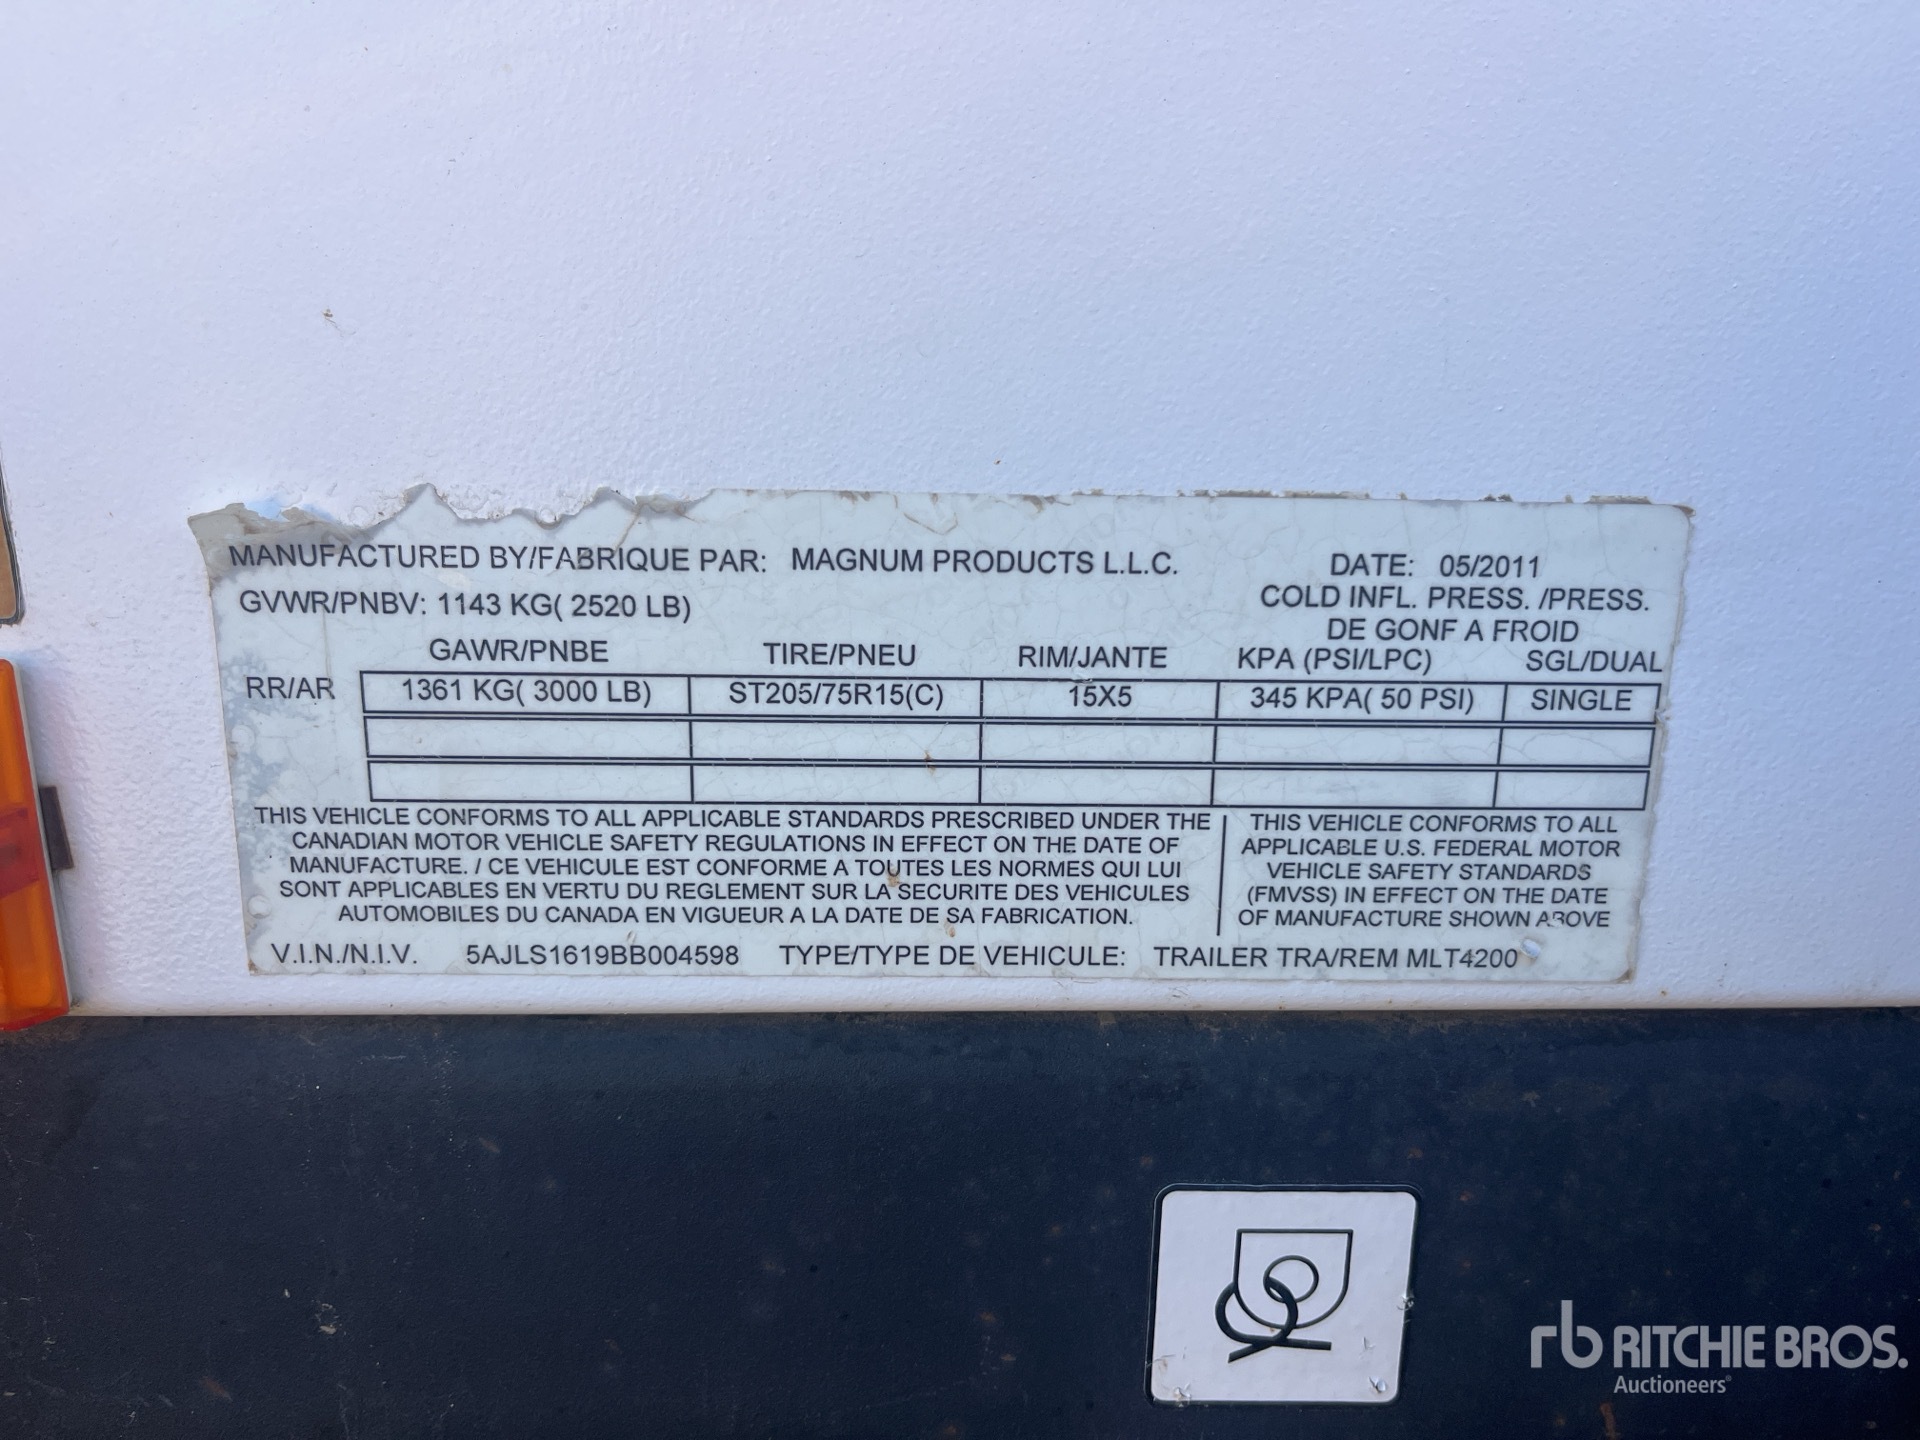 MANUFACTURED BY/FABRIQUE PAR: MAGNUM PRODUCTS L.L.C. DATE: 05/2011
GVWR/PNBV: 1143 KG( 2520 LB) COLD INFL. PRESS. /PRESS.
DE GONF A FROID
GAWR/PNBE TIRE/PNEU RIM/JANTE KPA (PSI/LPC) SGL/DUAL
RR/AR 1361 KG( 3000 LB) ST205/75R15(C) 15X5 345 KPA( 50 PSI) SINGLE
THIS VEHICLE CONFORMS TO ALL APPLICABLE STANDARDS PRESCRIBED UNDER THE
CANADIAN MOTOR VEHICLE SAFETY REGULATIONS IN EFFECT ON THE DATE OF
MANUFACTURE. / CE VEHICULE EST CONFORME A TOUTES LES NORMES QUI LUI
SONT APPLICABLES EN VERTU DU REGLEMENT SUR LA SECURITE DES VEHICULES
AUTOMOBILES DU CANADA EN VIGUEUR A LA DATE DE SA FABRICATION.
THIS VEHICLE CONFORMS TO ALL
APPLICABLE U.S. FEDERAL MOTOR
VEHICLE SAFETY STANDARDS
(FMVSS) IN EFFECT ON THE DATE
OF MANUFACTURE SHOWN ABOVE
V.I.N./N.I.V. 5AJLS1619BB004598 TYPE/TYPE DE VEHICULE: TRAILER TRA/REM MLT4200
rb RITCHIE BROS.
Auctioneers